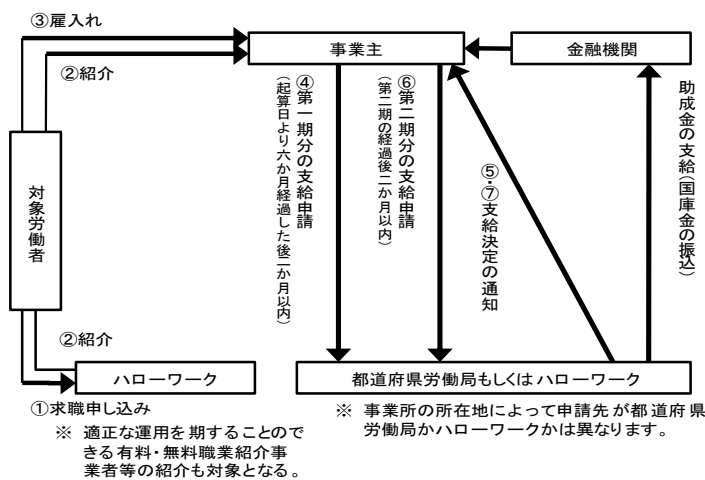 ③雇入れ
事業主
金融機関
②紹介
対象労働者
④第一期分の支給申請
(起算日より六か月経過した後二か月以内)
⑥第二期分の支給申請
(第二期の経過後二か月以内)
⑤・⑦支給決定の通知
助成金の支給(国庫金の振込)
②紹介
ハローワーク
都道府県労働局もしくはハローワーク
①求職申し込み
※ 適正な運用を期することので
きる有料・無料職業紹介事
業者等の紹介も対象となる。
※ 事業所の所在地によって申請先が都道府県
労働局かハローワークかは異なります。